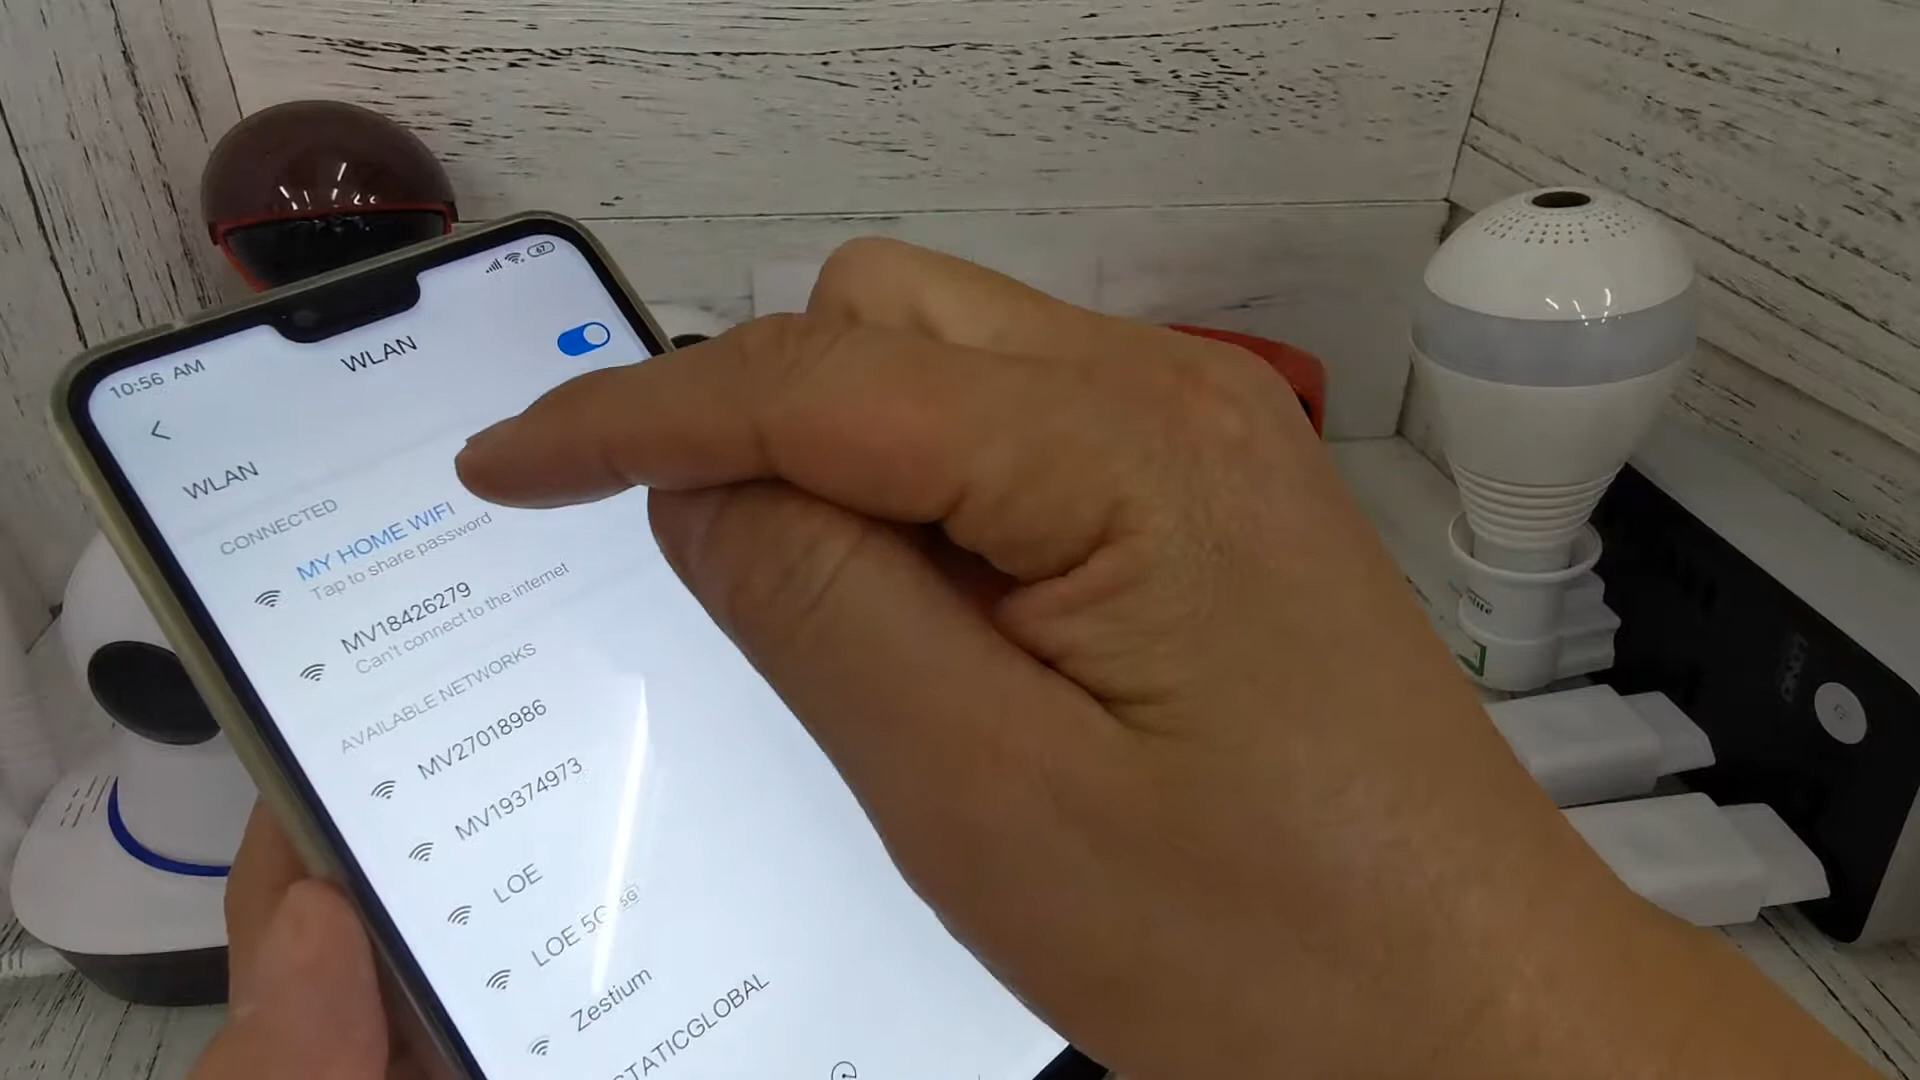 10:56 AM
67
WLAN
WLAN
CONNECTED
MY HOME WIFI
Tap to share password
MV18426279
Can't connect to the internet
AVAILABLE NETWORKS
MV27018986
MV19374973
LOE
LOE 5G 5G
Zestium
STATICGLOBAL